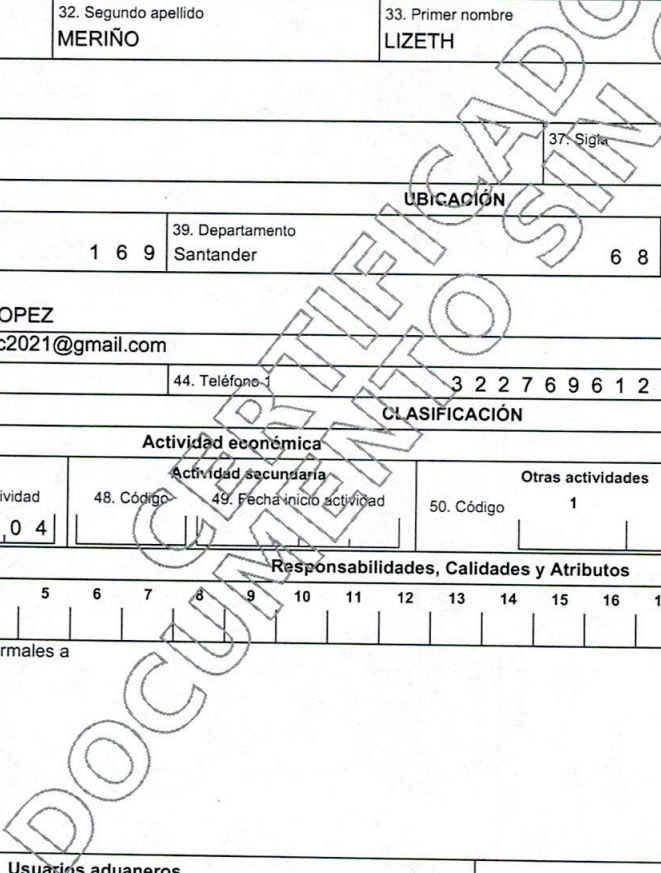 32. Segundo apellido 33. Primer nombre
MERIÑO LIZETH
37. Sigla
UBICACIÓN
39. Departamento
1 6 9 Santander 6 8
OPEZ
c2021@gmail.com
44. Teléfono 1 3 2 2 7 6 9 6 1 2
CLASIFICACIÓN
Actividad económica
Actividad secundaria Otras actividades
ividad 48. Código 49. Fecha inicio actividad 50. Código 1
0 4
Responsabilidades, Calidades y Atributos
5 6 7 8 9 10 11 12 13 14 15 16 1
rmales a
Usuarios aduaneros
CERTIFICADO
DOCUMENTO SIN